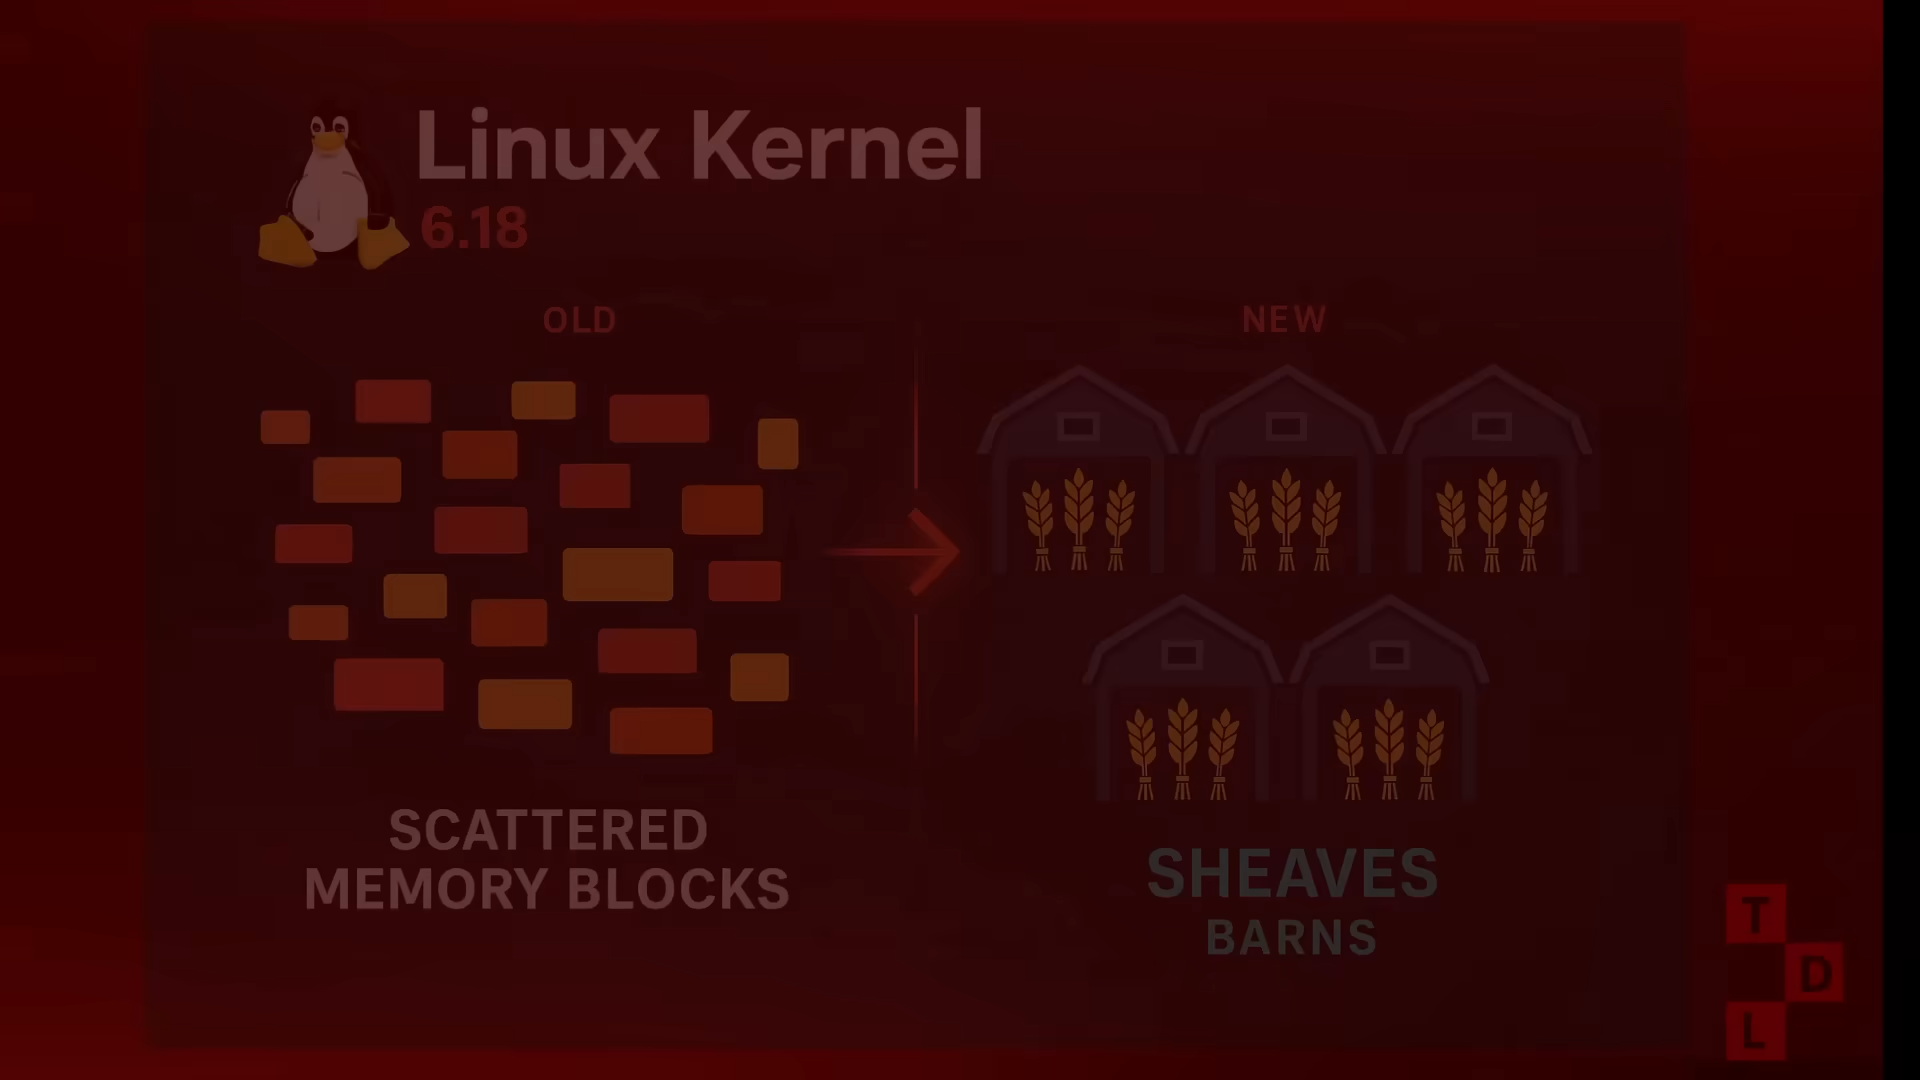 Linux Kernel
6.18
OLD
NEW
SCATTERED
MEMORY BLOCKS
SHEAVES
BARNS
T
D
L